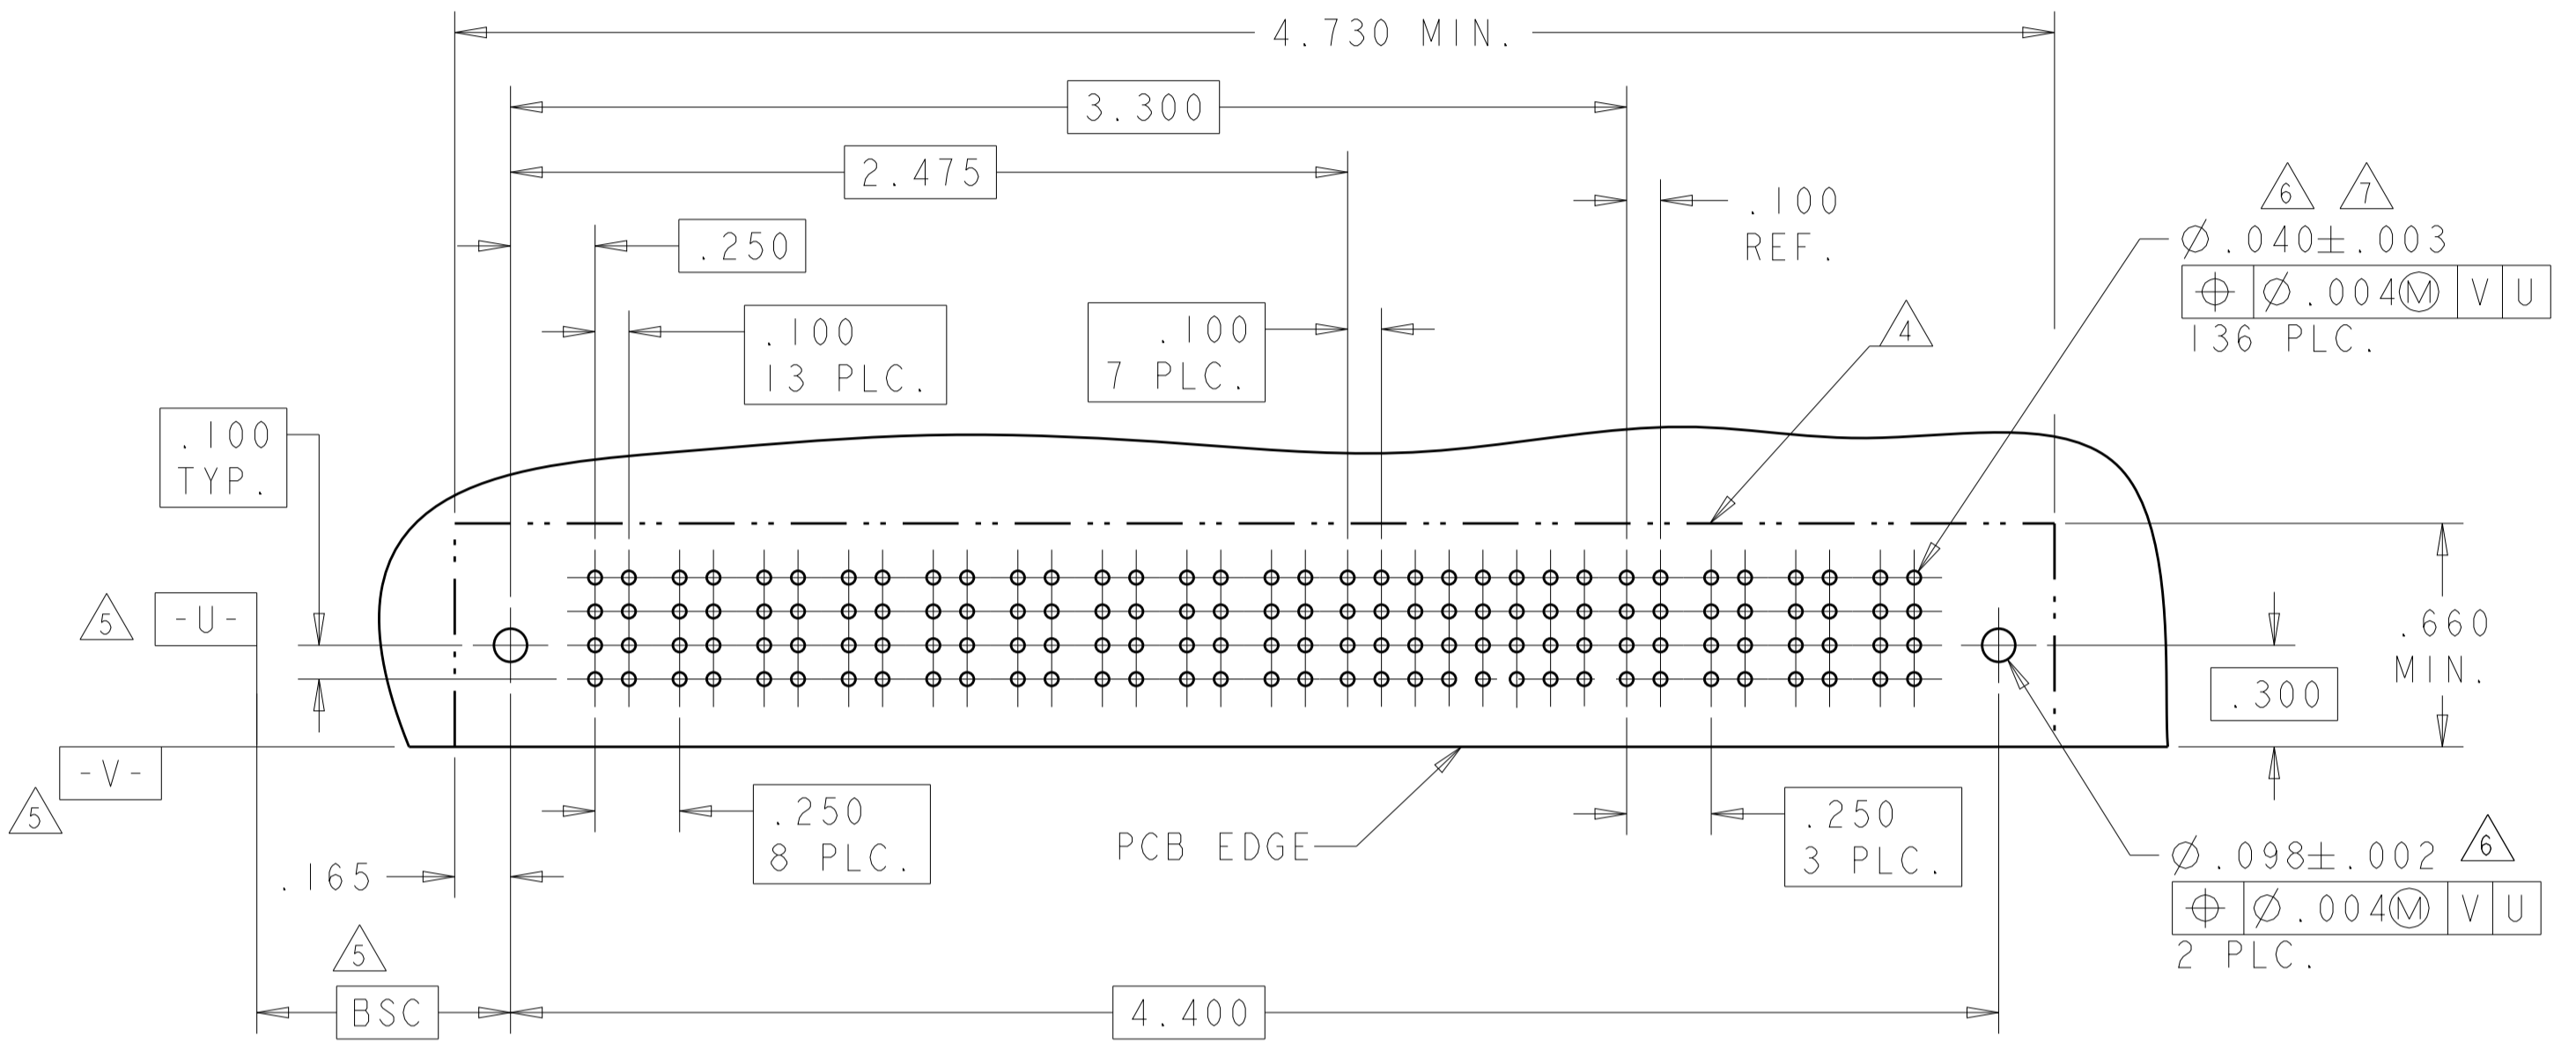 4.730 MIN.
3.300
2.475
.250
.100
REF.
6 7
Ø.040±.003
⌖ Ø.004Ⓜ V U
136 PLC.
.100
13 PLC.
.100
7 PLC.
4
.100
TYP.
5 -U-
-V-
5
.660
MIN.
.300
.250
8 PLC.
PCB EDGE
.250
3 PLC.
.165
Ø.098±.002 6
⌖ Ø.004Ⓜ V U
2 PLC.
5
BSC
4.400